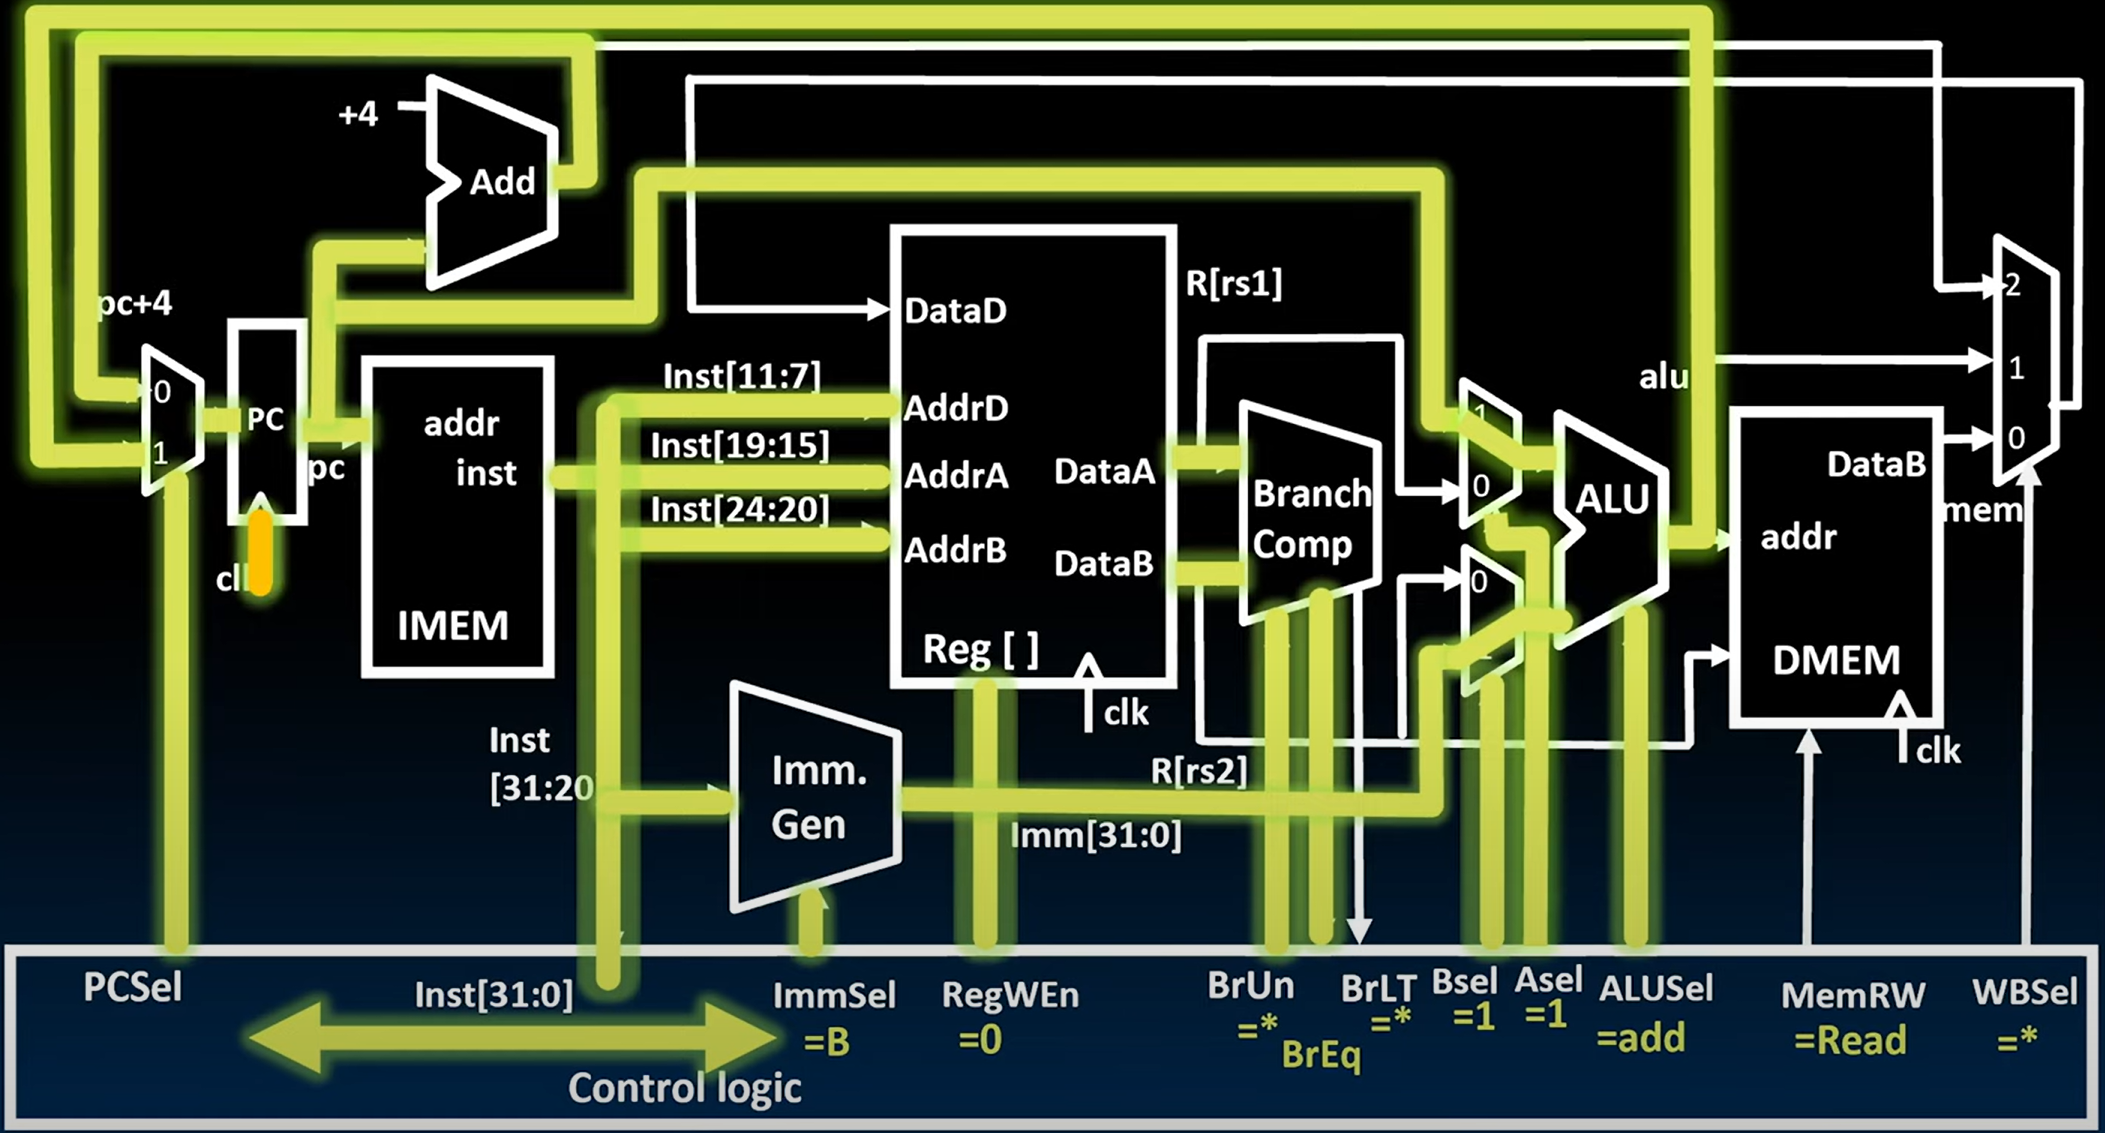 +4
Add
pc+4
0
1
PC
pc
clk
addr
inst
IMEM
Inst[11:7]
Inst[19:15]
Inst[24:20]
DataD
AddrD
AddrA
AddrB
DataA
DataB
Reg [ ]
clk
R[rs1]
Branch
Comp
1
0
0
ALU
alu
addr
DataB
DMEM
clk
mem
2
1
0
Inst
[31:20
Imm.
Gen
R[rs2]
Imm[31:0]
PCSel
Inst[31:0]
ImmSel
=B
RegWEn
=0
BrUn
=*
BrEq
BrLT
=*
Bsel
=1
Asel
=1
ALUSel
=add
MemRW
=Read
WBSel
=*
Control logic